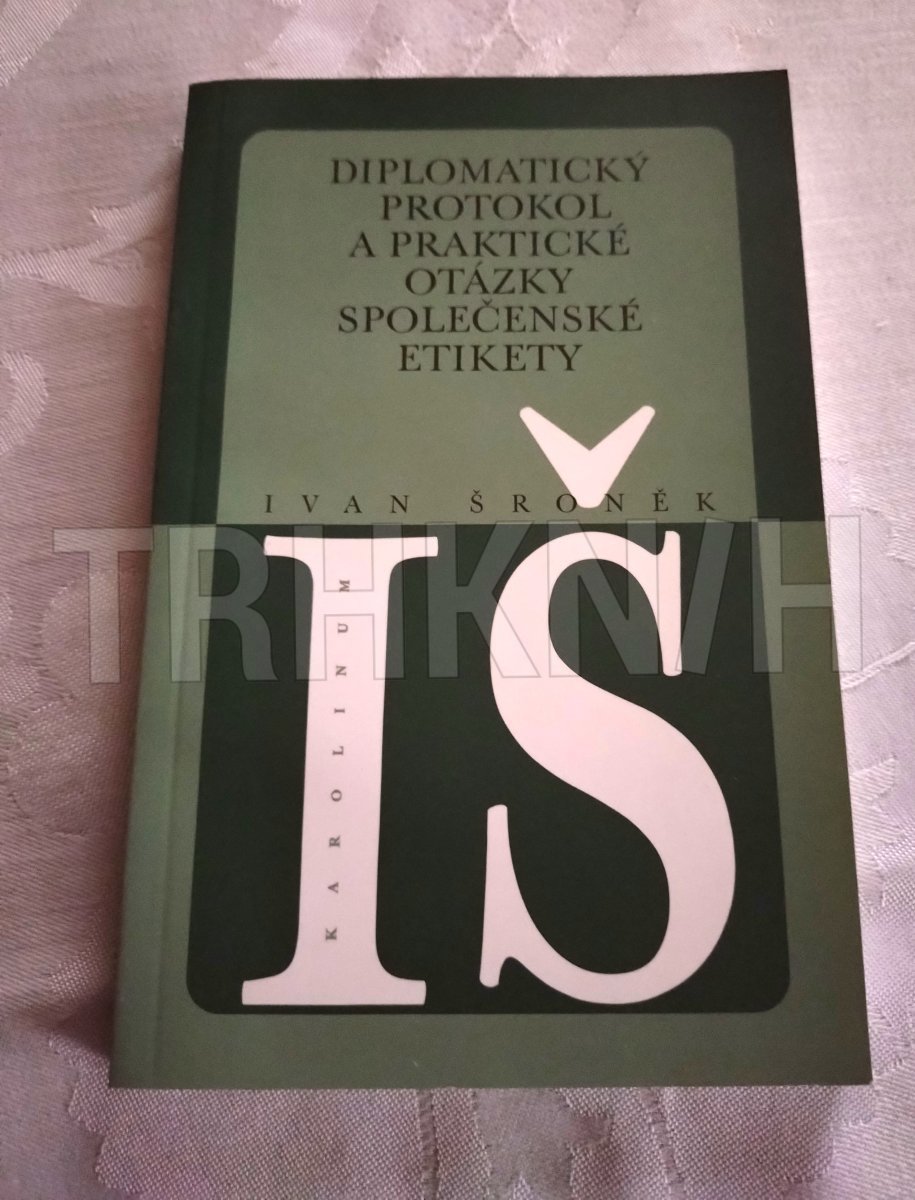 DIPLOMATICKÝ
PROTOKOL
A PRAKTICKÉ
OTÁZKY
SPOLEČENSKÉ
ETIKETY
IVAN ŠRONĚK
IŠ
KAROLINUM
TRHKNIH